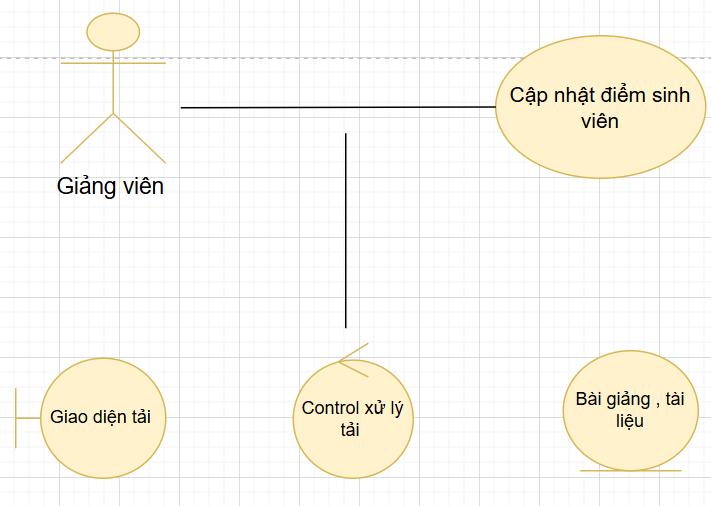 Cập nhật điểm sinh
viên
Giảng viên
Giao diện tải
Control xử lý
tải
Bài giảng , tài
liệu